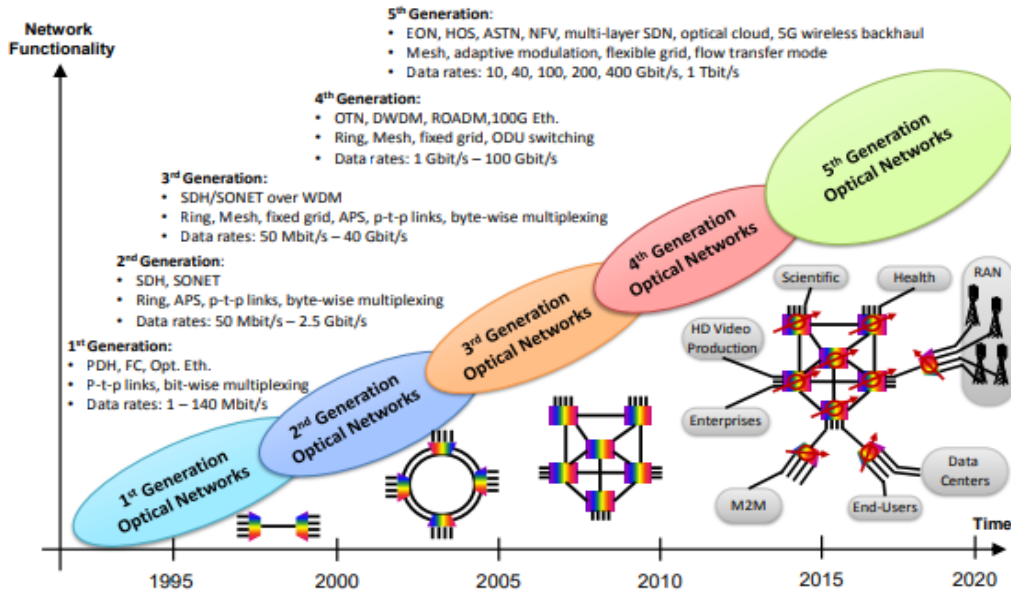 Network
Functionality
5th Generation:
• EON, HOS, ASTN, NFV, multi-layer SDN, optical cloud, 5G wireless backhaul
• Mesh, adaptive modulation, flexible grid, flow transfer mode
• Data rates: 10, 40, 100, 200, 400 Gbit/s, 1 Tbit/s
4th Generation:
• OTN, DWDM, ROADM,100G Eth.
• Ring, Mesh, fixed grid, ODU switching
• Data rates: 1 Gbit/s – 100 Gbit/s
3rd Generation:
• SDH/SONET over WDM
• Ring, Mesh, fixed grid, APS, p-t-p links, byte-wise multiplexing
• Data rates: 50 Mbit/s – 40 Gbit/s
2nd Generation:
• SDH, SONET
• Ring, APS, p-t-p links, byte-wise multiplexing
• Data rates: 50 Mbit/s – 2.5 Gbit/s
1st Generation:
• PDH, FC, Opt. Eth.
• P-t-p links, bit-wise multiplexing
• Data rates: 1 – 140 Mbit/s
1st Generation
Optical Networks
2nd Generation
Optical Networks
3rd Generation
Optical Networks
4th Generation
Optical Networks
5th Generation
Optical Networks
Scientific
Health
RAN
HD Video
Production
Enterprises
M2M
End-Users
Data
Centers
Time
1995
2000
2005
2010
2015
2020